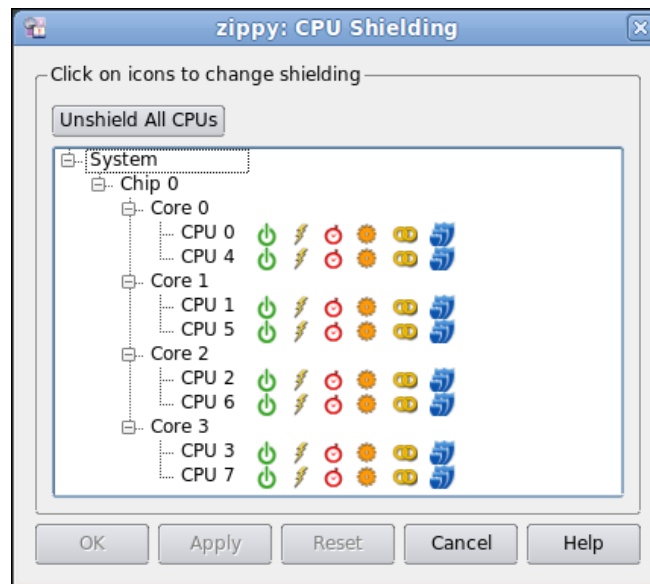 zippy: CPU Shielding
Click on icons to change shielding
Unshield All CPUs
System
Chip 0
Core 0
CPU 0
CPU 4
Core 1
CPU 1
CPU 5
Core 2
CPU 2
CPU 6
Core 3
CPU 3
CPU 7
OK Apply Reset Cancel Help